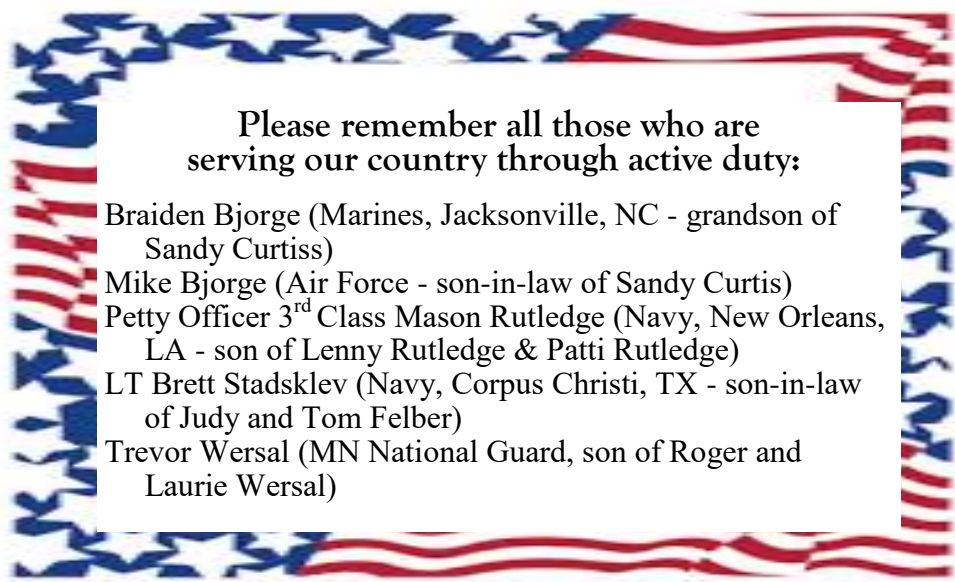 Please remember all those who are
serving our country through active duty:
Braiden Bjorge (Marines, Jacksonville, NC - grandson of
Sandy Curtiss)
Mike Bjorge (Air Force - son-in-law of Sandy Curtis)
Petty Officer 3rd Class Mason Rutledge (Navy, New Orleans,
LA - son of Lenny Rutledge & Patti Rutledge)
LT Brett Stadsklev (Navy, Corpus Christi, TX - son-in-law
of Judy and Tom Felber)
Trevor Wersal (MN National Guard, son of Roger and
Laurie Wersal)